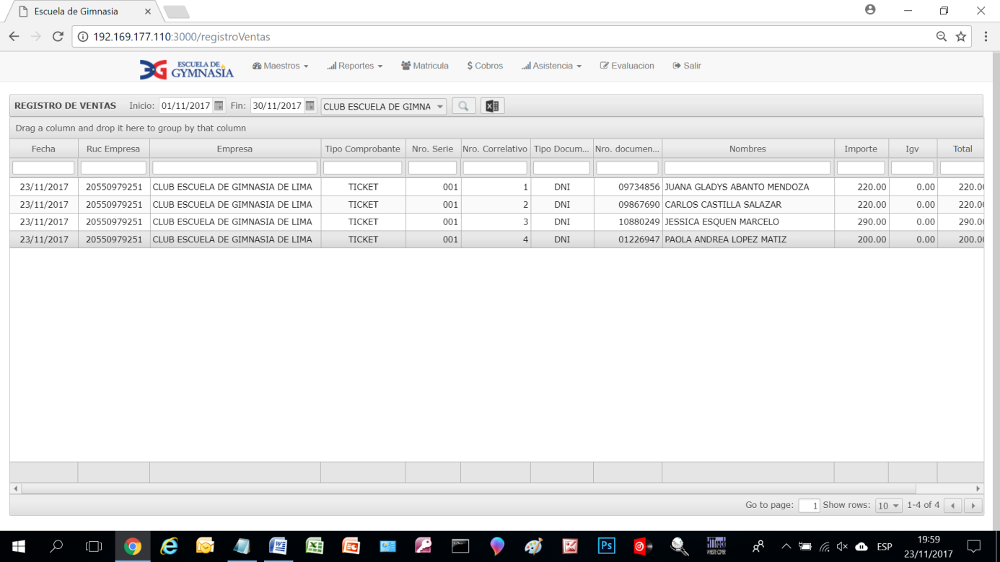 Escuela de Gimnasia
192.169.177.110:3000/registroVentas
ESCUELA DE GYMNASIA
Maestros Reportes Matricula $ Cobros Asistencia Evaluacion Salir
REGISTRO DE VENTAS Inicio: 01/11/2017 Fin: 30/11/2017 CLUB ESCUELA DE GIMNA
Drag a column and drop it here to group by that column
Fecha Ruc Empresa Empresa Tipo Comprobante Nro. Serie Nro. Correlativo Tipo Docum... Nro. documen... Nombres Importe Igv Total
23/11/2017 20550979251 CLUB ESCUELA DE GIMNASIA DE LIMA TICKET 001 1 DNI 09734856 JUANA GLADYS ABANTO MENDOZA 220.00 0.00 220.00
23/11/2017 20550979251 CLUB ESCUELA DE GIMNASIA DE LIMA TICKET 001 2 DNI 09867690 CARLOS CASTILLA SALAZAR 220.00 0.00 220.00
23/11/2017 20550979251 CLUB ESCUELA DE GIMNASIA DE LIMA TICKET 001 3 DNI 10880249 JESSICA ESQUEN MARCELO 290.00 0.00 290.00
23/11/2017 20550979251 CLUB ESCUELA DE GIMNASIA DE LIMA TICKET 001 4 DNI 01226947 PAOLA ANDREA LOPEZ MATIZ 200.00 0.00 200.00
Go to page: 1 Show rows: 10 1-4 of 4
Ps ESP 19:59
23/11/2017